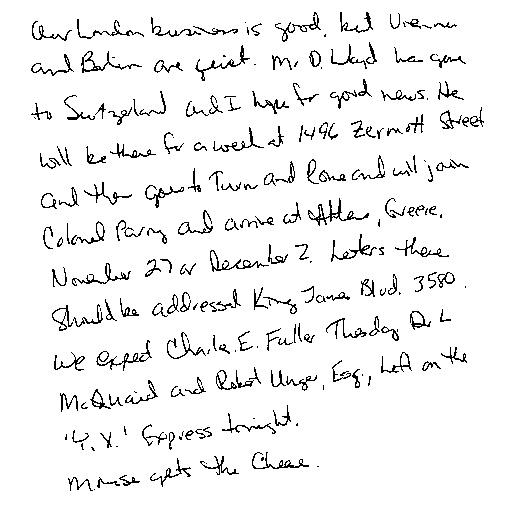 Our London business is good, but Vienna
and Berlin are quiet. Mr. D. Lloyd has gone
to Switzerland and I hope for good news. He
will be there for a week at 1496 Zermott Street
and then goes to Turin and Rome and will join
Colonel Parry and arrive at Athens, Greece,
November 27 or December 2. Letters there
should be addressed King James Blvd. 3580.
We expect Charles E. Fuller Thesday Dr. L
McQuaid and Robert Unger, Esq., Left on the
'Y.X.' Express tonight.
Mouse gets the Cheese.